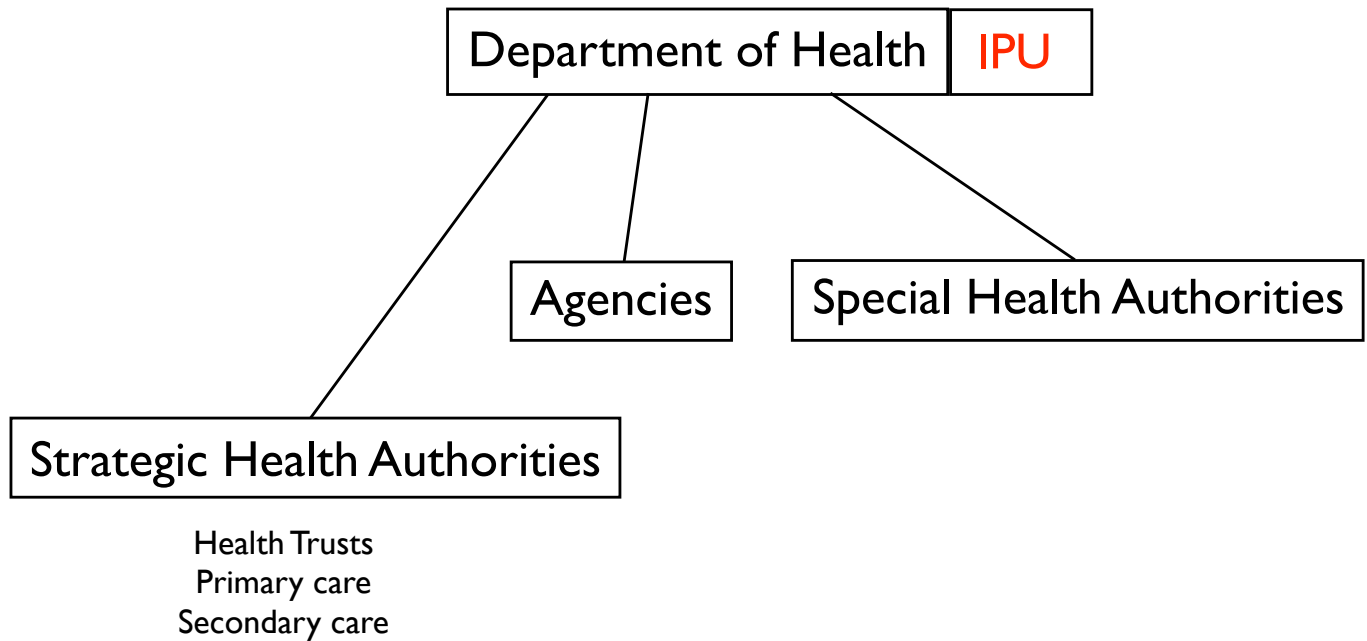 Department of Health IPU
Agencies
Special Health Authorities
Strategic Health Authorities
Health Trusts
Primary care
Secondary care